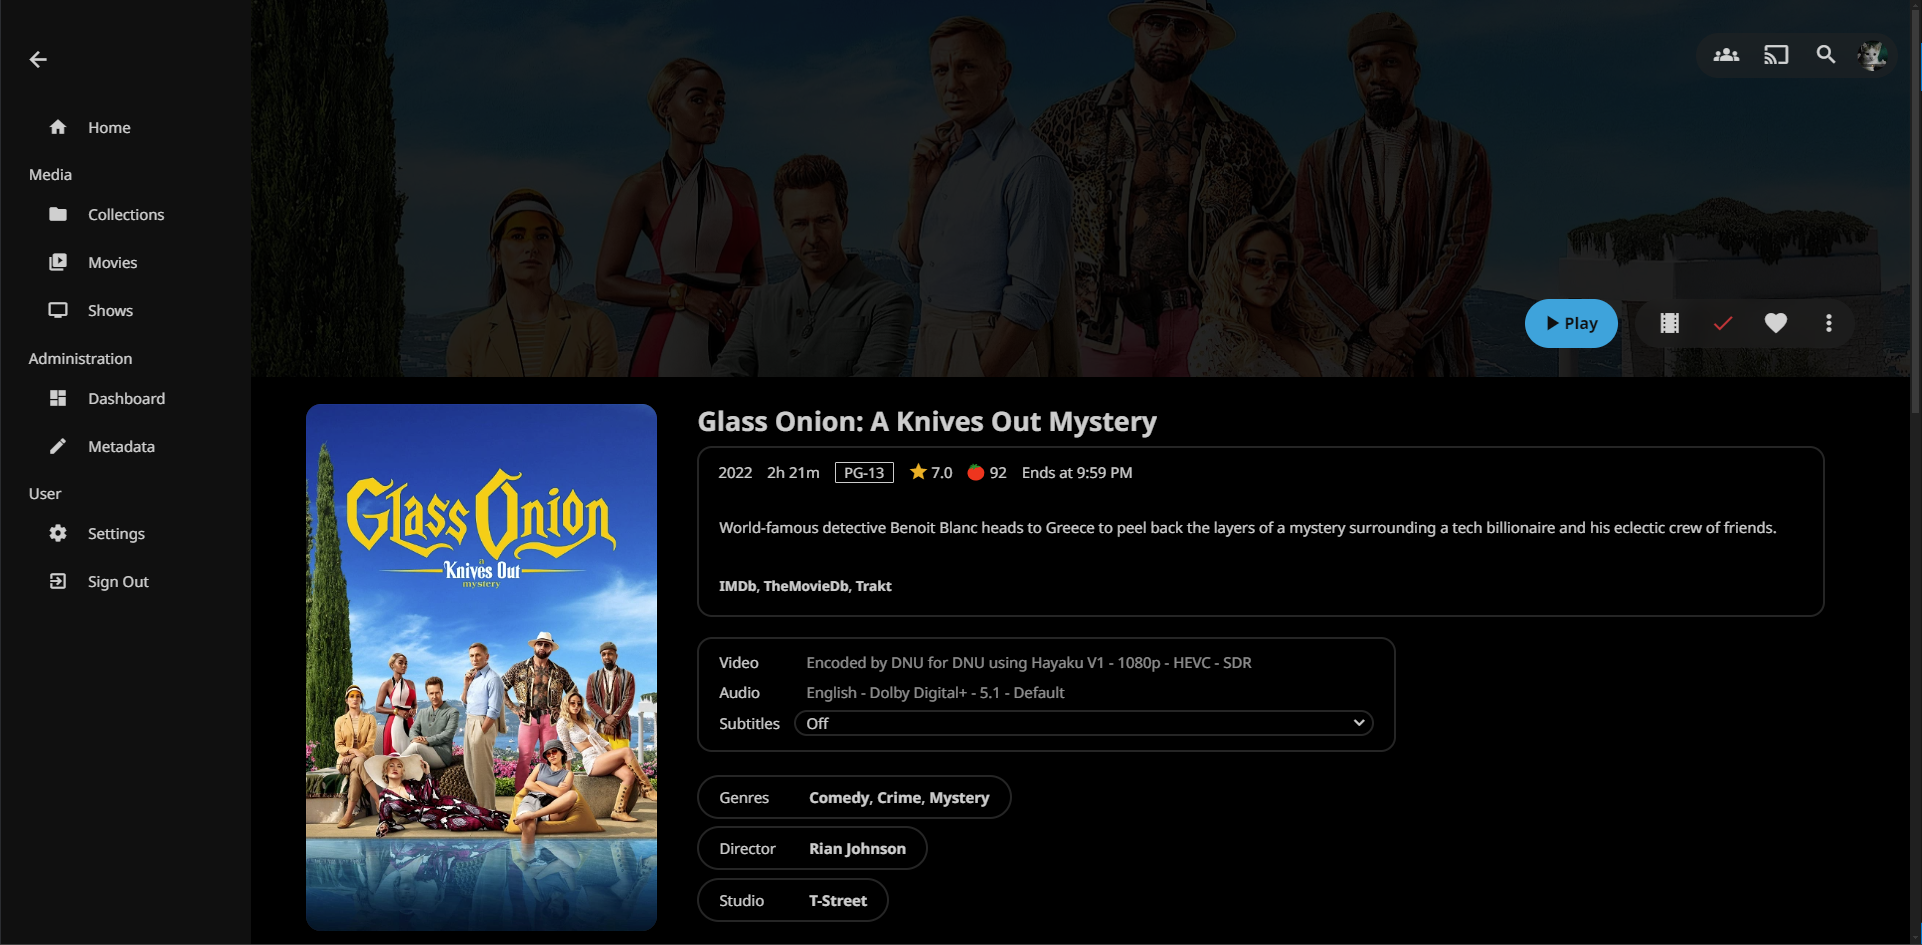 Home
Media
Collections
Movies
Shows
Administration
Dashboard
Metadata
User
Settings
Sign Out
Play
Glass Onion
a
Knives Out
mystery
Glass Onion: A Knives Out Mystery
2022 2h 21m PG-13 7.0 92 Ends at 9:59 PM
World-famous detective Benoit Blanc heads to Greece to peel back the layers of a mystery surrounding a tech billionaire and his eclectic crew of friends.
IMDb, TheMovieDb, Trakt
Video Encoded by DNU for DNU using Hayaku V1 - 1080p - HEVC - SDR
Audio English - Dolby Digital+ - 5.1 - Default
Subtitles Off
Genres Comedy, Crime, Mystery
Director Rian Johnson
Studio T-Street